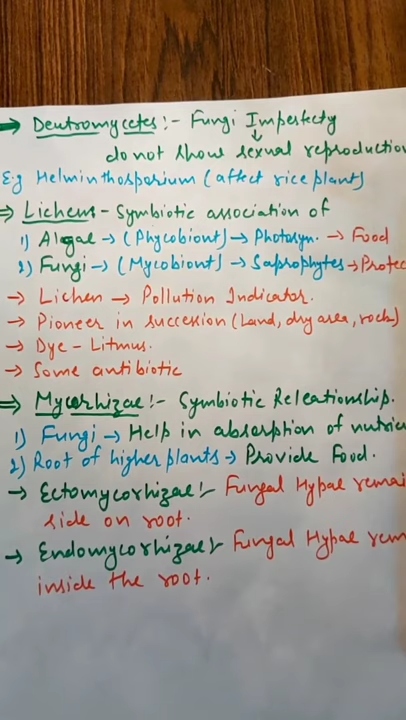 → Deutromycetes :- Fungi Imperfecty
↓
do not show sexual reproduction
E.g Helminthosporium (affect rice plant)
⇒ Lichens - Symbiotic association of
1) Algae → (Phycobiont) → Photosyn. → Food
2) Fungi → (Mycobiont) → Saprophytes → Protec
→ Lichen → Pollution Indicator.
→ Pioneer in succession (Land, dry area, rocks)
→ Dye - Litmus.
→ Some antibiotic
⇒ Mycorhizae :- Symbiotic Releationship.
1) Fungi → Help in absorption of nutrie
2) Root of higher plants → Provide Food.
→ Ectomycorhizae :- Fungal Hypae remai
side on root.
→ Endomycorhizae :- Fungal Hypae rem
inside the root.